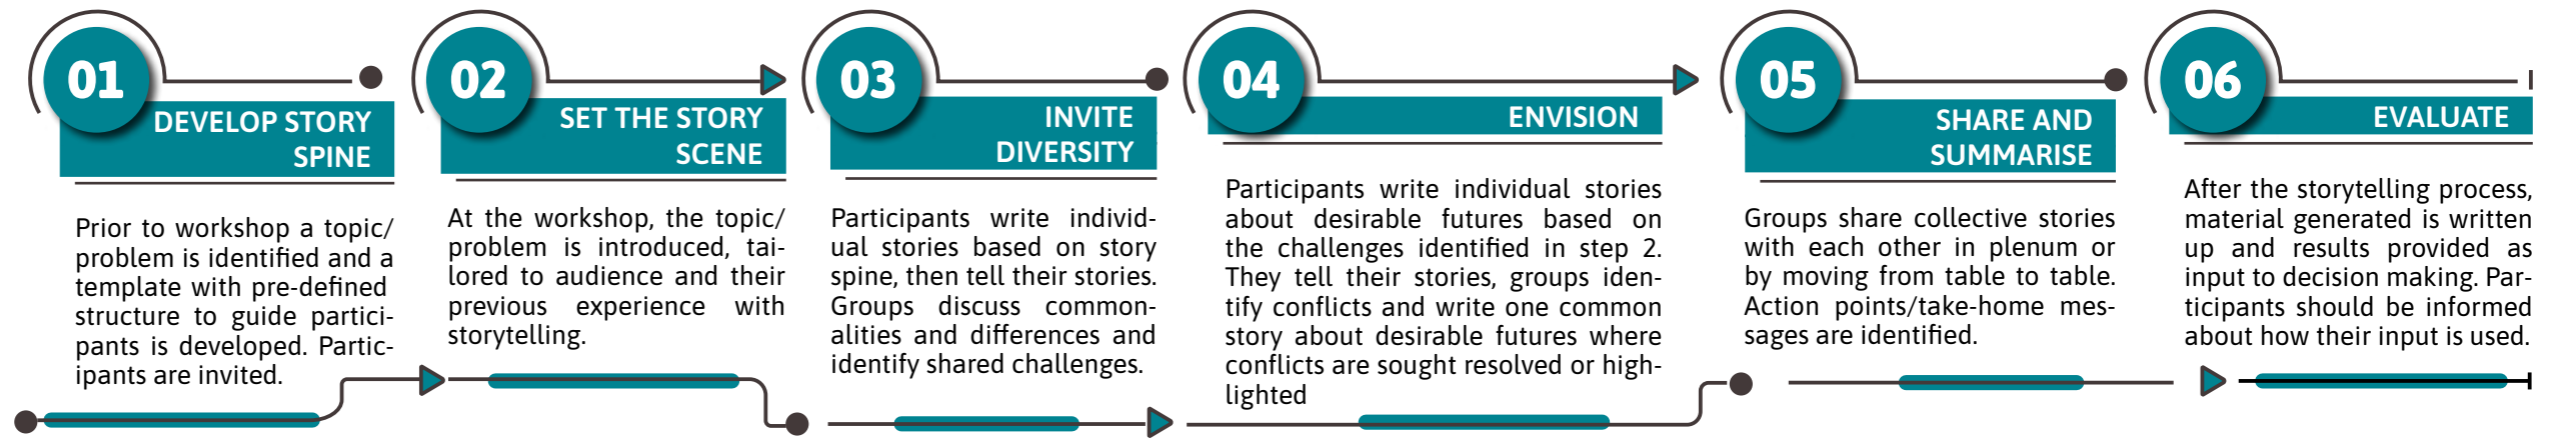 01
DEVELOP STORY
SPINE
Prior to workshop a topic/
problem is identified and a
template with pre-defined
structure to guide partici-
pants is developed. Partic-
ipants are invited.
02
SET THE STORY
SCENE
At the workshop, the topic/
problem is introduced, tai-
lored to audience and their
previous experience with
storytelling.
03
INVITE
DIVERSITY
Participants write individ-
ual stories based on story
spine, then tell their stories.
Groups discuss common-
alities and differences and
identify shared challenges.
04
ENVISION
Participants write individual stories
about desirable futures based on
the challenges identified in step 2.
They tell their stories, groups iden-
tify conflicts and write one common
story about desirable futures where
conflicts are sought resolved or high-
lighted
05
SHARE AND
SUMMARISE
Groups share collective stories
with each other in plenum or
by moving from table to table.
Action points/take-home mes-
sages are identified.
06
EVALUATE
After the storytelling process,
material generated is written
up and results provided as
input to decision making. Par-
ticipants should be informed
about how their input is used.